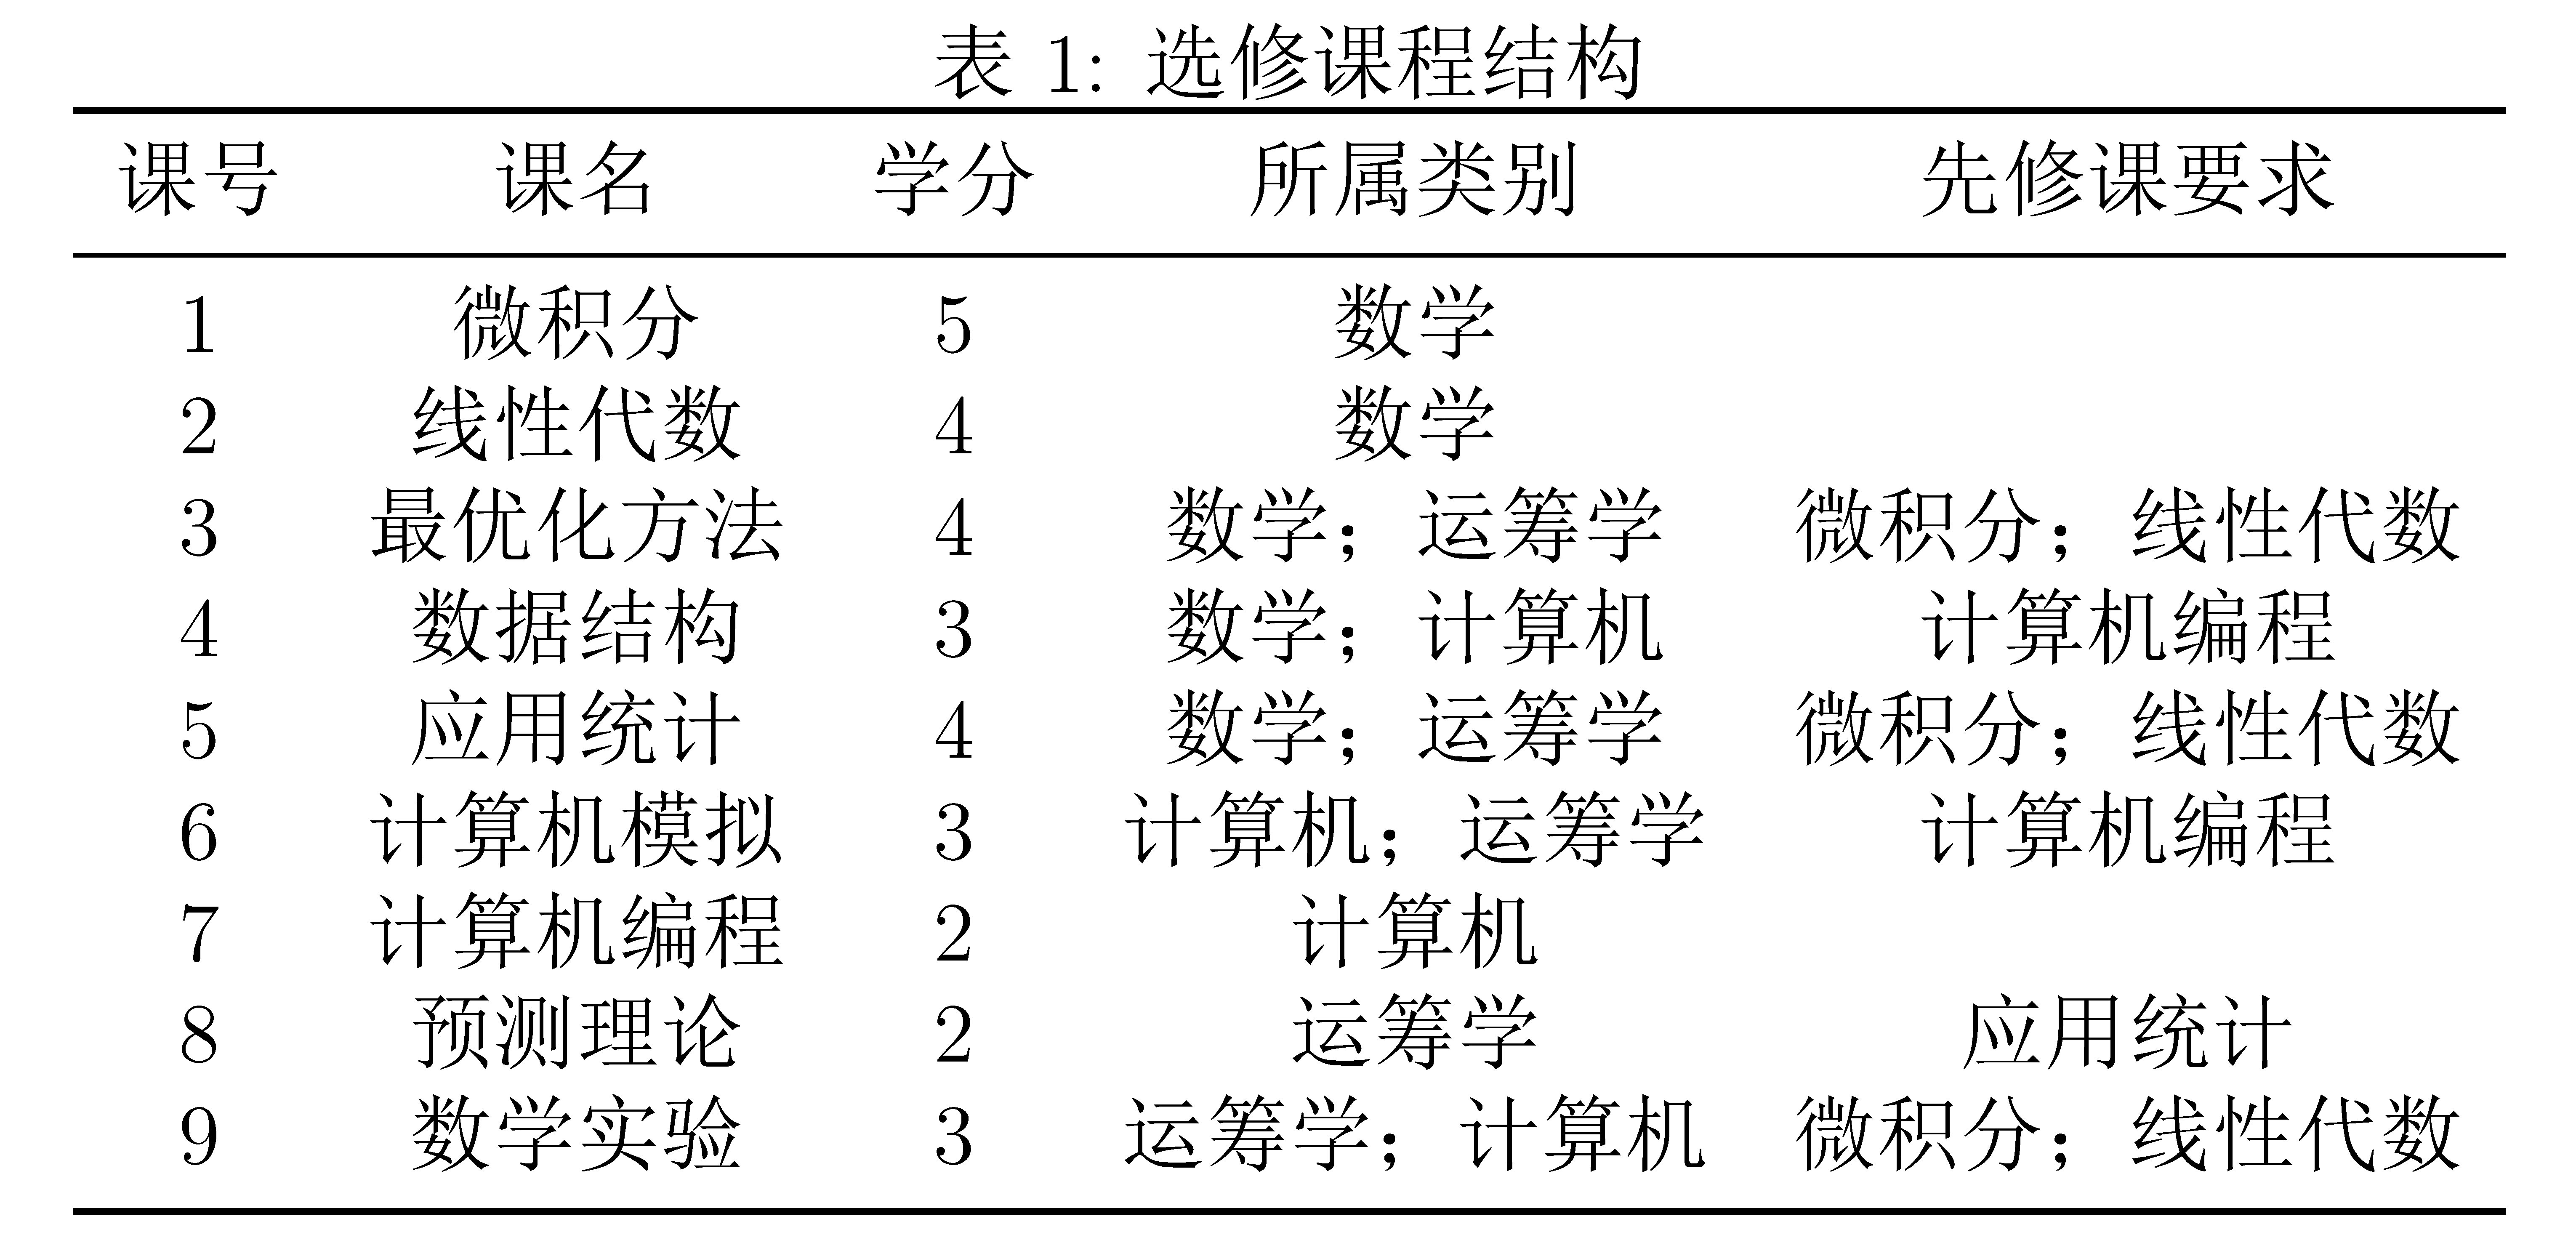 表 1: 选修课程结构
课号 课名 学分 所属类别 先修课要求
1 微积分 5 数学
2 线性代数 4 数学
3 最优化方法 4 数学；运筹学 微积分；线性代数
4 数据结构 3 数学；计算机 计算机编程
5 应用统计 4 数学；运筹学 微积分；线性代数
6 计算机模拟 3 计算机；运筹学 计算机编程
7 计算机编程 2 计算机
8 预测理论 2 运筹学 应用统计
9 数学实验 3 运筹学；计算机 微积分；线性代数